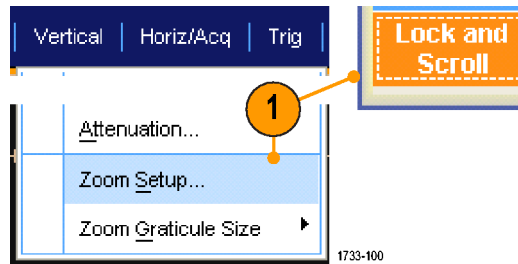 Vertical | Horiz/Acq | Trig
Lock and
Scroll
1
Attenuation...
Zoom Setup...
Zoom Graticule Size
1733-100